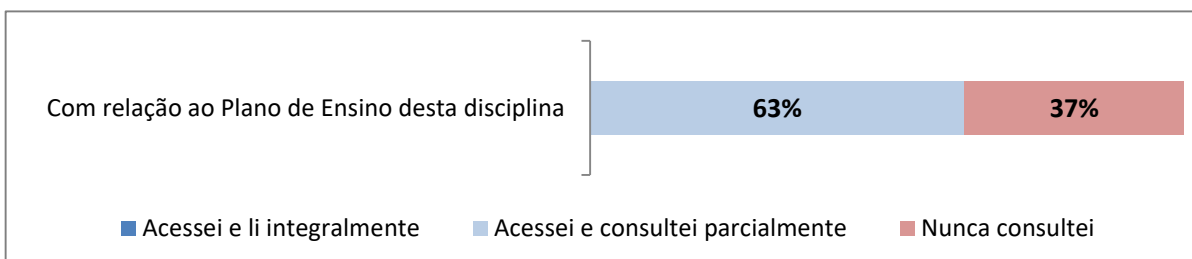 Com relação ao Plano de Ensino desta disciplina
63%
37%
Acessei e li integralmente
Acessei e consultei parcialmente
Nunca consultei